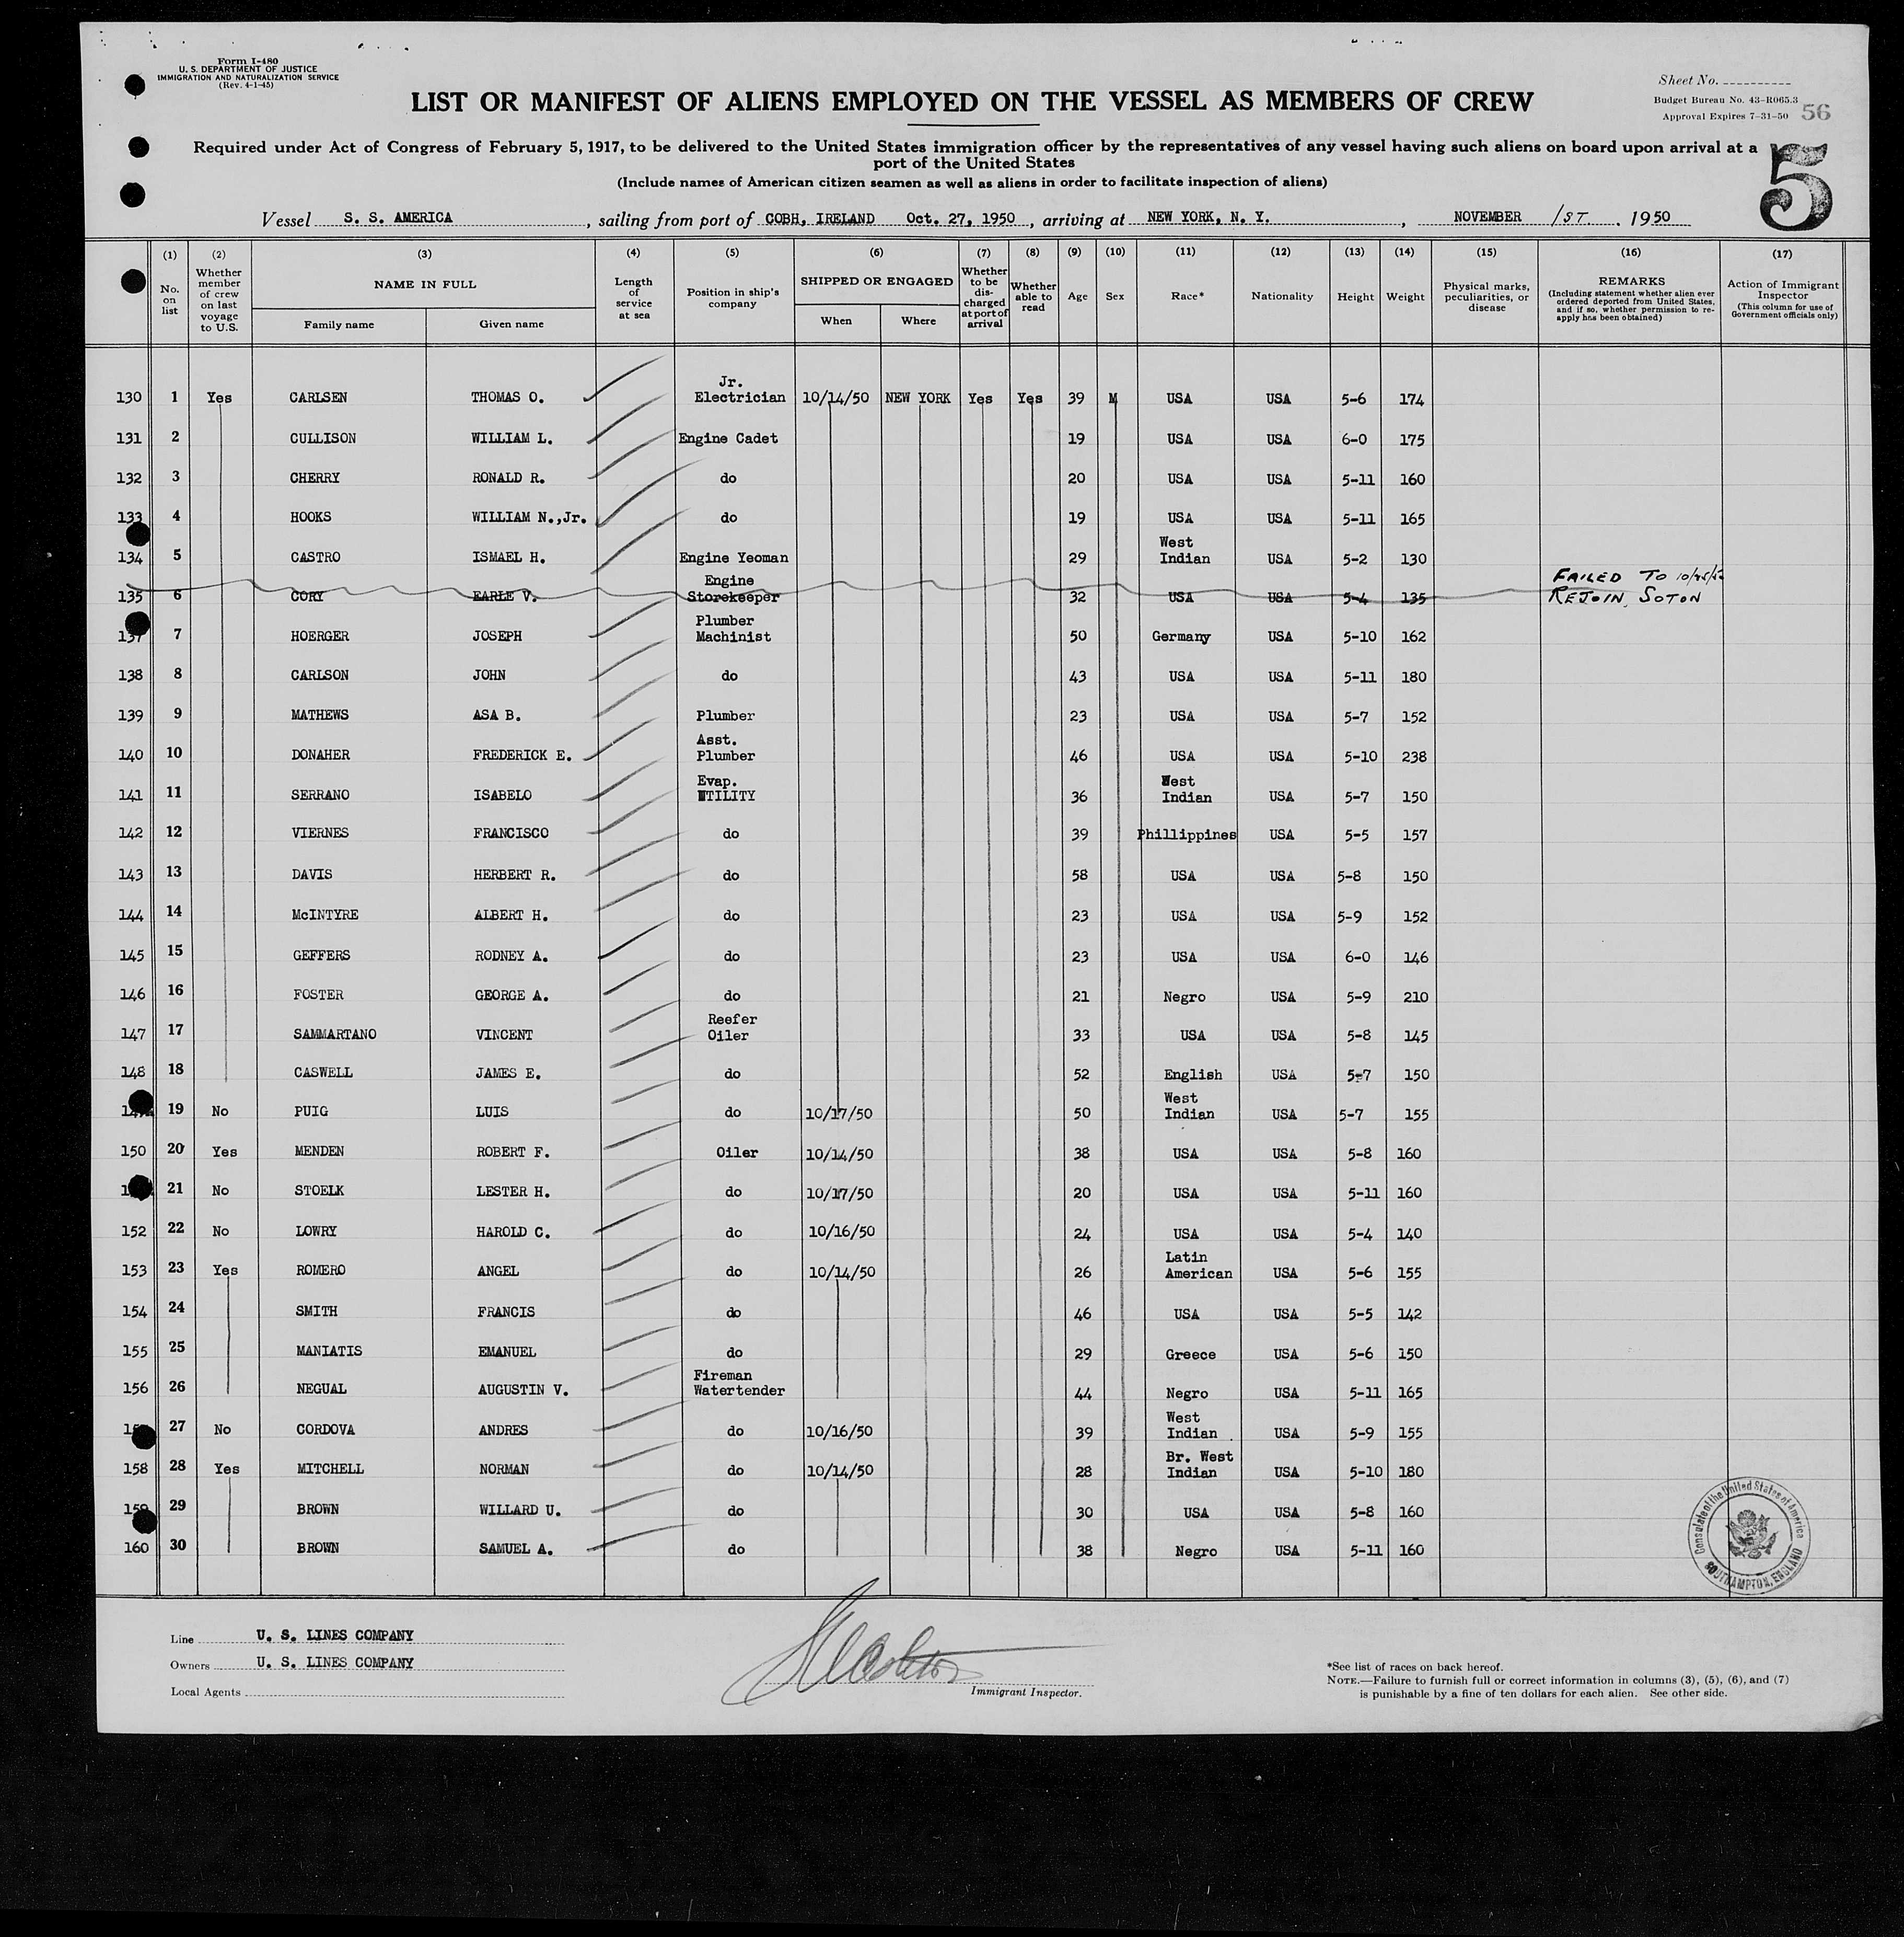 Form I-480
U. S. DEPARTMENT OF JUSTICE
IMMIGRATION AND NATURALIZATION SERVICE
(Rev. 4-1-45)
Sheet No.
Budget Bureau No. 43-R065.3
Approval Expires 7-31-50
56
5
LIST OR MANIFEST OF ALIENS EMPLOYED ON THE VESSEL AS MEMBERS OF CREW
Required under Act of Congress of February 5, 1917, to be delivered to the United States immigration officer by the representatives of any vessel having such aliens on board upon arrival at a
port of the United States
(Include names of American citizen seamen as well as aliens in order to facilitate inspection of aliens)
Vessel S. S. AMERICA, sailing from port of COBH, IRELAND Oct. 27, 1950, arriving at NEW YORK, N. Y., NOVEMBER 1ST. 1950
(1) No. on list
(2) Whether member of crew on last voyage to U.S.
(3) NAME IN FULL
Family name Given name
(4) Length of service at sea
(5) Position in ship's company
(6) SHIPPED OR ENGAGED
When Where
(7) Whether to be discharged at port of arrival
(8) Whether able to read
(9) Age
(10) Sex
(11) Race*
(12) Nationality
(13) Height
(14) Weight
(15) Physical marks, peculiarities, or disease
(16) REMARKS
(Including statement whether alien ever ordered deported from United States, and if so, whether permission to re-apply has been obtained)
(17) Action of Immigrant Inspector
(This column for use of Government officials only)
130 1 Yes CARLSEN THOMAS O. Jr. Electrician 10/14/50 NEW YORK Yes Yes 39 M USA USA 5-6 174
131 2 CULLISON WILLIAM L. Engine Cadet 19 USA USA 6-0 175
132 3 CHERRY RONALD R. do 20 USA USA 5-11 160
133 4 HOOKS WILLIAM N.,Jr. do 19 USA USA 5-11 165
134 5 CASTRO ISMAEL H. Engine Yeoman 29 West Indian USA 5-2 130
135 6 CORY EARLE V. Engine Storekeeper 32 USA USA 5-4 135 FAILED TO REJOIN, SOTON
137 7 HOERGER JOSEPH Plumber Machinist 50 Germany USA 5-10 162
138 8 CARLSON JOHN do 43 USA USA 5-11 180
139 9 MATHEWS ASA B. Plumber 23 USA USA 5-7 152
140 10 DONAHER FREDERICK E. Asst. Plumber 46 USA USA 5-10 238
141 11 SERRANO ISABELO Evap. UTILITY 36 West Indian USA 5-7 150
142 12 VIERNES FRANCISCO do 39 Phillippines USA 5-5 157
143 13 DAVIS HERBERT R. do 58 USA USA 5-8 150
144 14 McINTYRE ALBERT H. do 23 USA USA 5-9 152
145 15 GEFFERS RODNEY A. do 23 USA USA 6-0 146
146 16 FOSTER GEORGE A. do 21 Negro USA 5-9 210
147 17 SAMMARTANO VINCENT Reefer Oiler 33 USA USA 5-8 145
148 18 CASWELL JAMES E. do 52 English USA 5-7 150
19 No PUIG LUIS do 10/17/50 50 West Indian USA 5-7 155
150 20 Yes MENDEN ROBERT F. Oiler 10/14/50 38 USA USA 5-8 160
21 No STOELK LESTER H. do 10/17/50 20 USA USA 5-11 160
152 22 No LOWRY HAROLD C. do 10/16/50 24 USA USA 5-4 140
153 23 Yes ROMERO ANGEL do 10/14/50 26 Latin American USA 5-6 155
154 24 SMITH FRANCIS do 46 USA USA 5-5 142
155 25 MANIATIS EMANUEL do 29 Greece USA 5-6 150
156 26 NEGUAL AUGUSTIN V. Fireman Watertender 44 Negro USA 5-11 165
27 No CORDOVA ANDRES do 10/16/50 39 West Indian USA 5-9 155
158 28 Yes MITCHELL NORMAN do 10/14/50 28 Br. West Indian USA 5-10 180
159 29 BROWN WILLARD U. do 30 USA USA 5-8 160
160 30 BROWN SAMUEL A. do 38 Negro USA 5-11 160
Consulate of the United States of America
SOUTHAMPTON, ENGLAND
Line U. S. LINES COMPANY
Owners U. S. LINES COMPANY
Local Agents
Immigrant Inspector.
*See list of races on back hereof.
NOTE.—Failure to furnish full or correct information in columns (3), (5), (6), and (7)
is punishable by a fine of ten dollars for each alien. See other side.